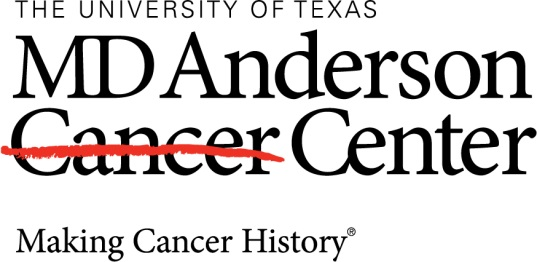 THE UNIVERSITY OF TEXAS
MD Anderson
Cancer Center
Making Cancer History®